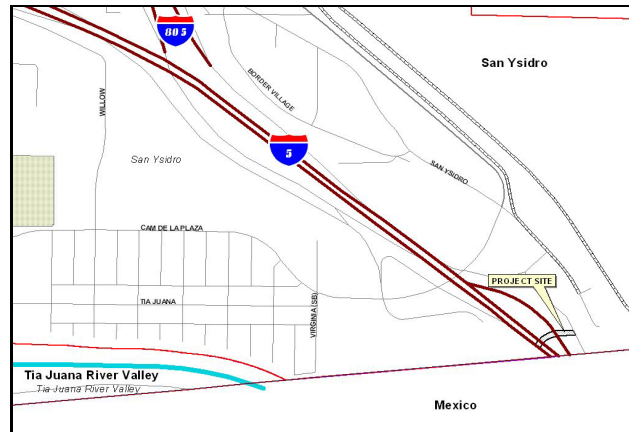 805
San Ysidro
BORDER VILLAGE
WILLOW
5
San Ysidro
SAN YSIDRO
CAM DE LA PLAZA
PROJECT SITE
TIA JUANA
VIRGINIA (SB)
Tia Juana River Valley
Tia Juana River Valley
Mexico